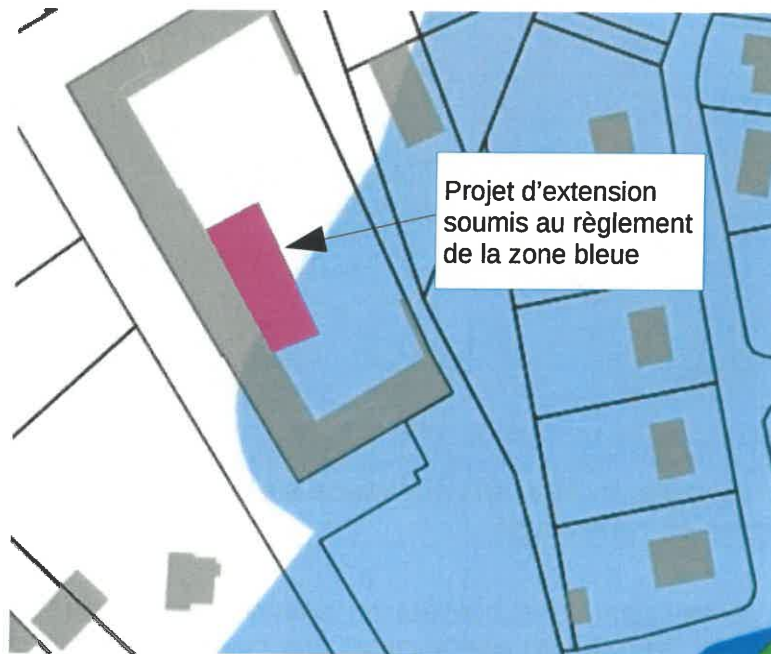 Projet d'extension
soumis au règlement
de la zone bleue